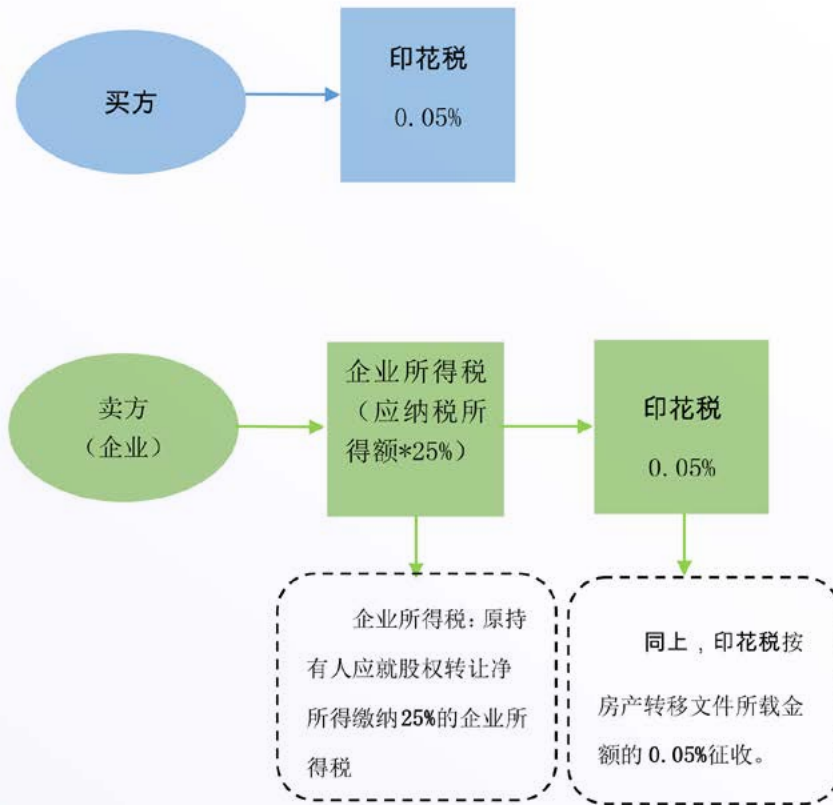 买方
印花税
0.05%
卖方
（企业）
企业所得税
（应纳税所
得额*25%）
印花税
0.05%
企业所得税：原持
有人应就股权转让净
所得缴纳25%的企业所
得税
同上，印花税按
房产转移文件所载金
额的0.05%征收。